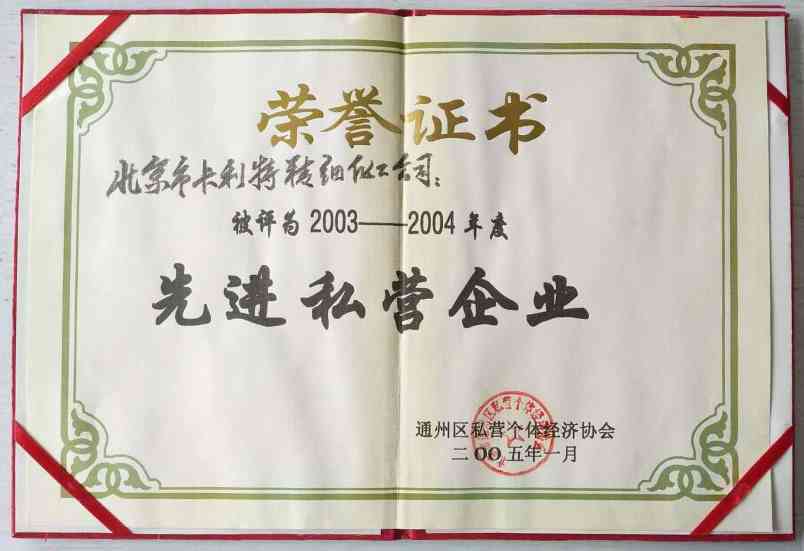 荣誉证书
北京市卡利特精细化工公司：
被评为2003——2004年度
先进私营企业
通州区私营个体经济协会
二00五年一月